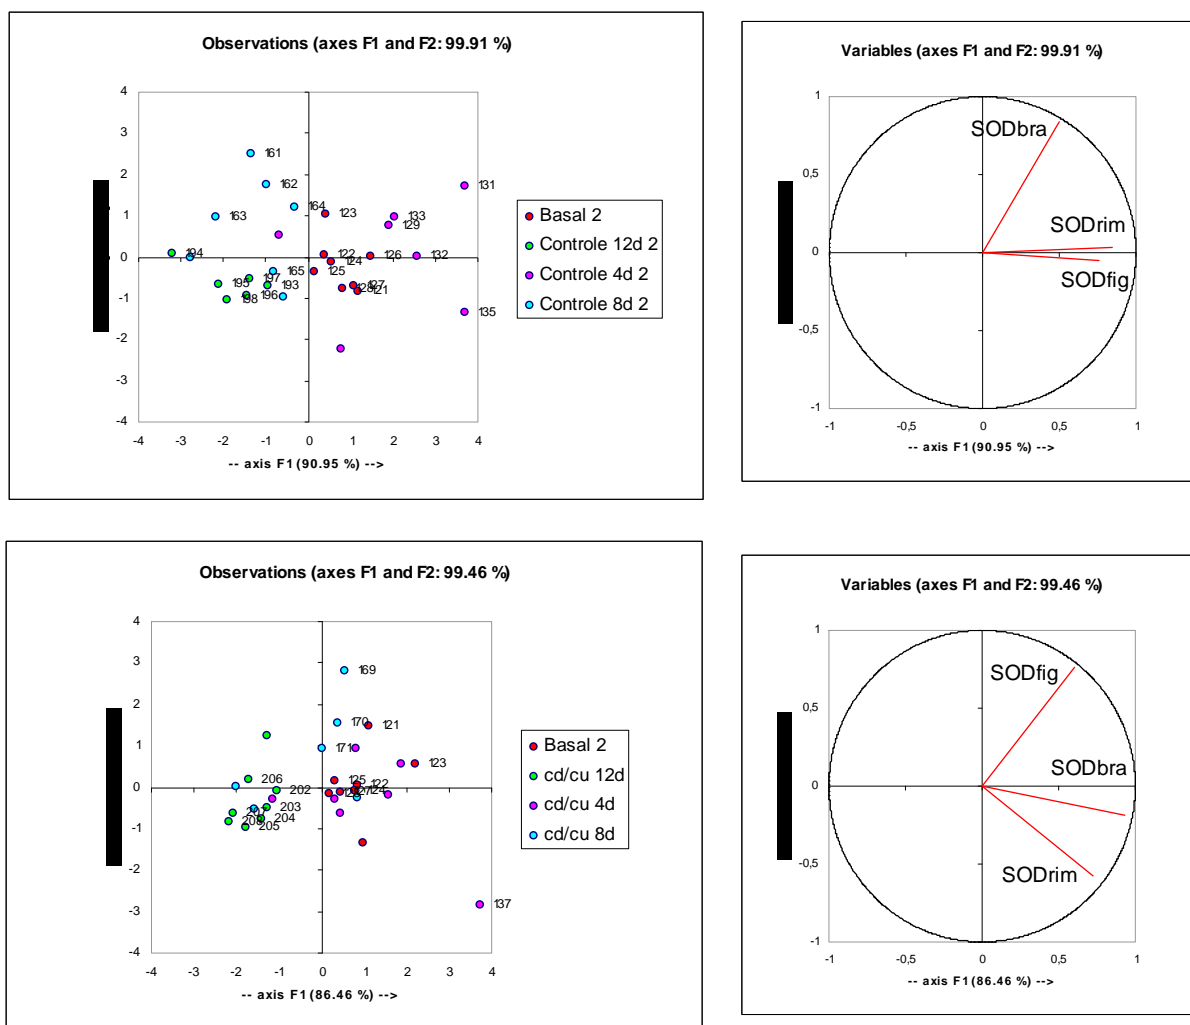 Observations (axes F1 and F2: 99.91 %)
4
3
2
1
0
-1
-2
-3
-4
-4 -3 -2 -1 0 1 2 3 4
-- axis F1 (90.95 %) -->
161
162
163
164
123
131
133
129
194
122
126
132
124
165
125
195
197
193
196
198
127
128
121
135
Basal 2
Controle 12d 2
Controle 4d 2
Controle 8d 2
Variables (axes F1 and F2: 99.91 %)
1
0,5
0
-0,5
-1
-1 -0,5 0 0,5 1
-- axis F1 (90.95 %) -->
SODbra
SODrim
SODfig
Observations (axes F1 and F2: 99.46 %)
4
3
2
1
0
-1
-2
-3
-4
-4 -3 -2 -1 0 1 2 3 4
-- axis F1 (86.46 %) -->
169
170
121
171
123
206
125
122
202
124
203
204
208
205
137
Basal 2
cd/cu 12d
cd/cu 4d
cd/cu 8d
Variables (axes F1 and F2: 99.46 %)
1
0,5
0
-0,5
-1
-1 -0,5 0 0,5 1
-- axis F1 (86.46 %) -->
SODfig
SODbra
SODrim